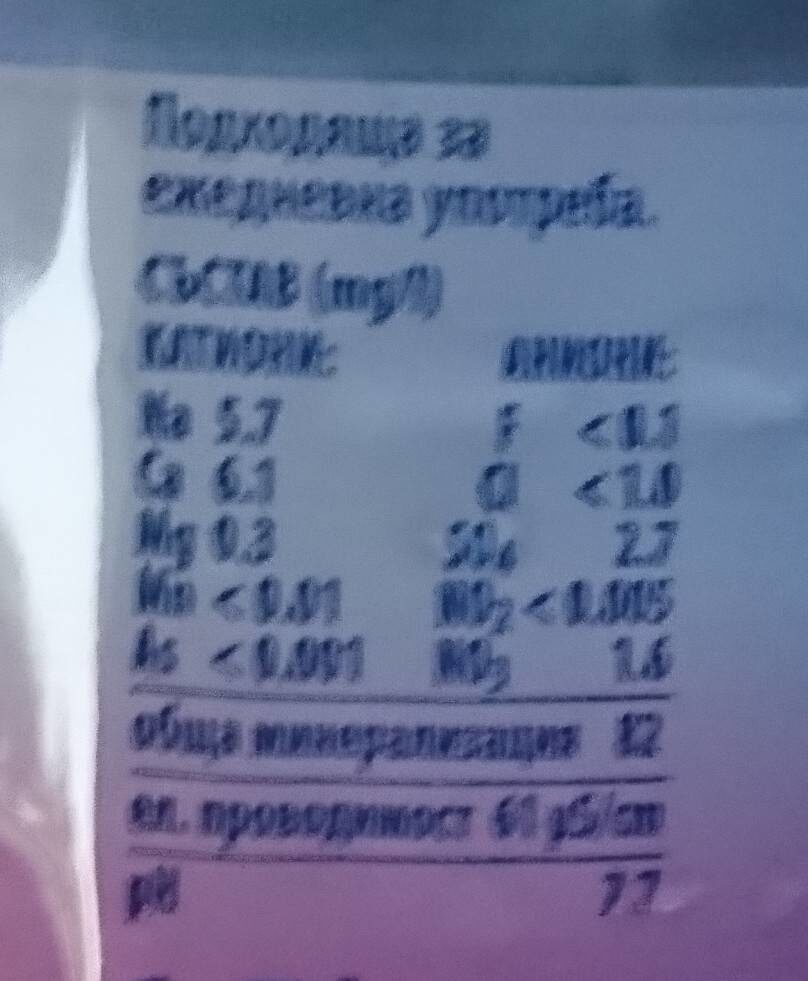 Подходяща за
ежедневна употреба.
СЪСТАВ (mg/l)
КАТИОНИ: АНИОНИ:
Na 5.7 F <0.1
Ca 6.1 Cl <1.0
Mg 0.3 SO₄ 2.7
Mn <0.01 NO₂ <0.005
As <0.001 NO₃ 1.6
обща минерализация 82
ел. проводимост 61 µS/cm
pH 7.7